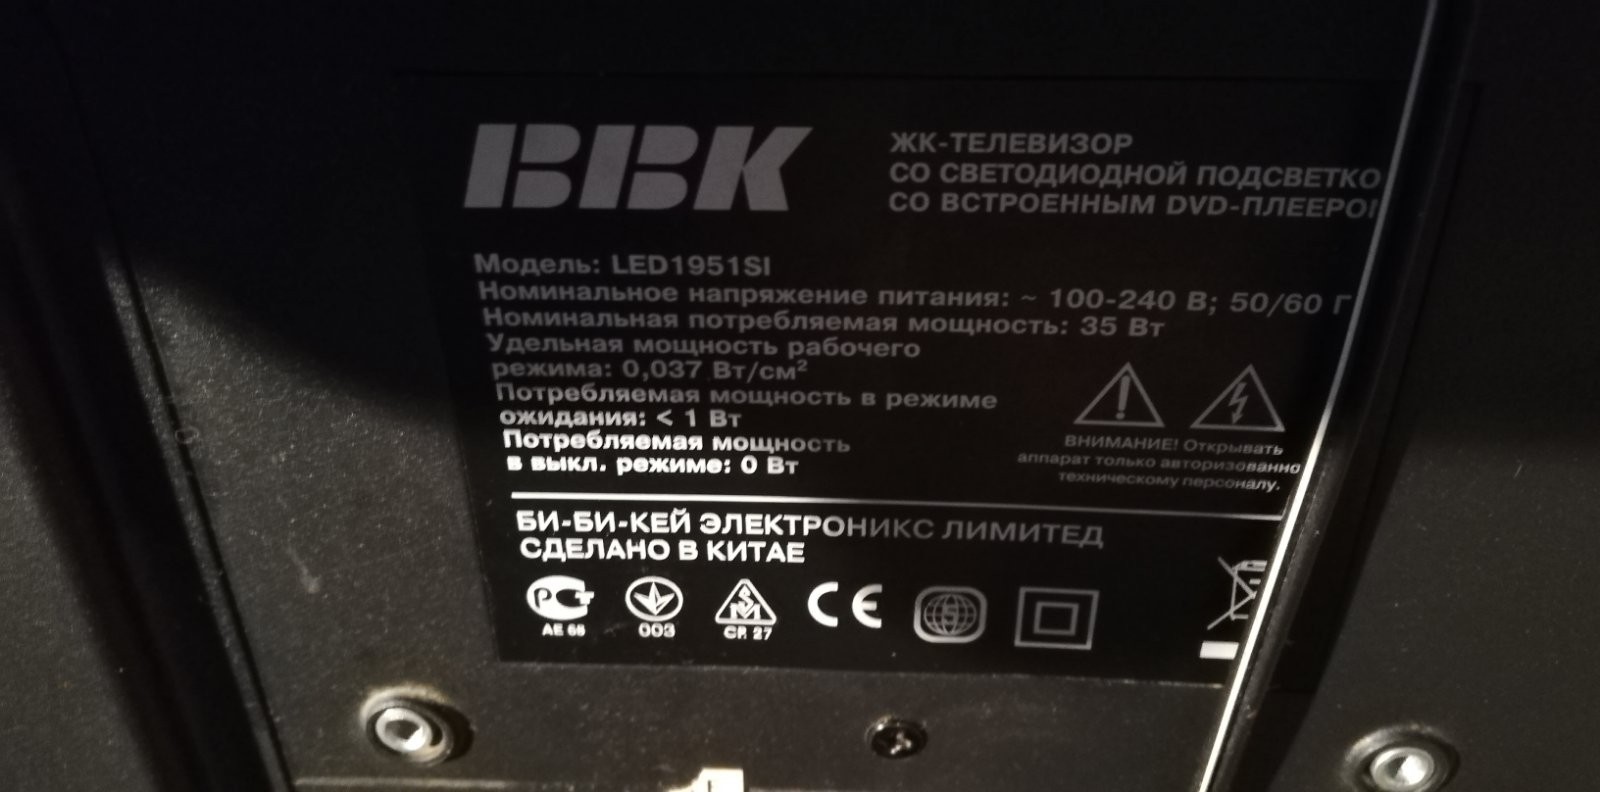 BBK
ЖК-ТЕЛЕВИЗОР
СО СВЕТОДИОДНОЙ ПОДСВЕТКО
СО ВСТРОЕННЫМ DVD-ПЛЕЕРО
Модель: LED1951SI
Номинальное напряжение питания: ~ 100-240 В; 50/60 Г
Номинальная потребляемая мощность: 35 Вт
Удельная мощность рабочего
режима: 0,037 Вт/см²
Потребляемая мощность в режиме
ожидания: < 1 Вт
Потребляемая мощность
в выкл. режиме: 0 Вт
ВНИМАНИЕ! Открывать
аппарат только авторизованно
техническому персоналу.
БИ-БИ-КЕЙ ЭЛЕКТРОНИКС ЛИМИТЕД
СДЕЛАНО В КИТАЕ
РСТ
АЕ 65
003
SM
CP. 27
CE
S